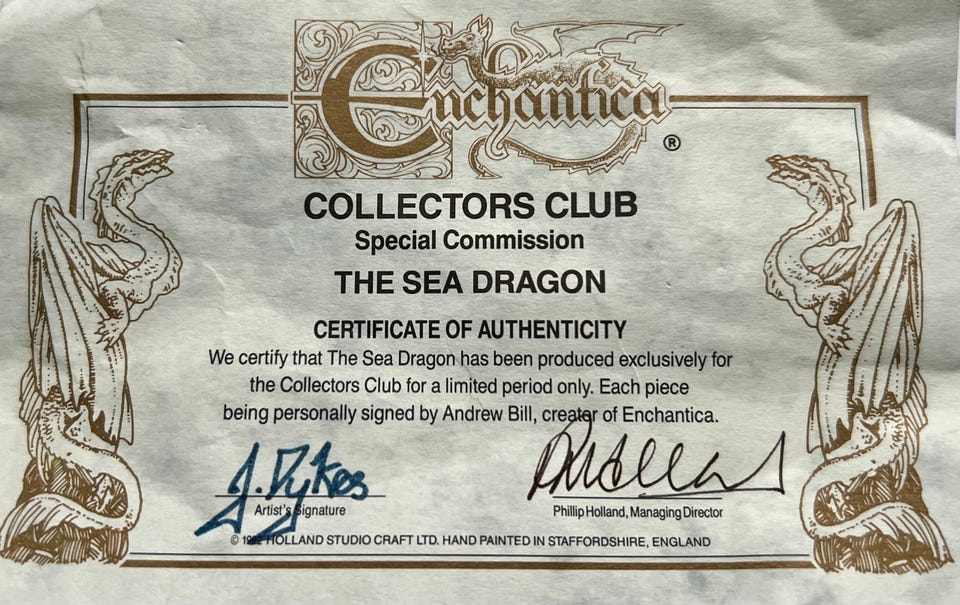 Enchantica
®
COLLECTORS CLUB
Special Commission
THE SEA DRAGON
CERTIFICATE OF AUTHENTICITY
We certify that The Sea Dragon has been produced exclusively for
the Collectors Club for a limited period only. Each piece
being personally signed by Andrew Bill, creator of Enchantica.
J. Dykes
Artist's Signature
Phillip Holland, Managing Director
© 1992 HOLLAND STUDIO CRAFT LTD. HAND PAINTED IN STAFFORDSHIRE, ENGLAND